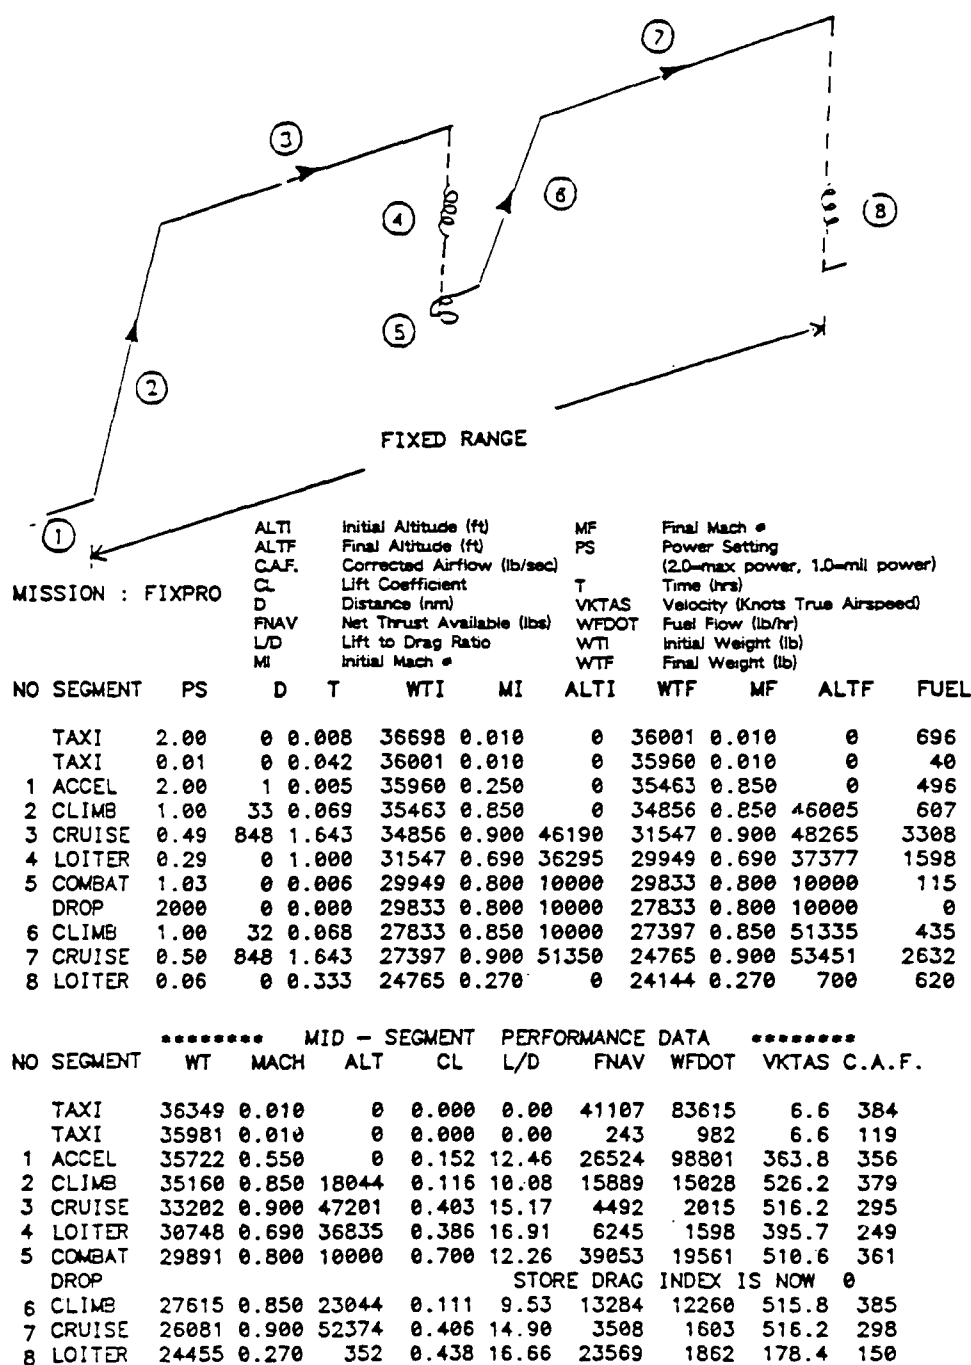 7
3
6
4
8
5
2
FIXED RANGE
1
ALTI Initial Altitude (ft) MF Final Mach #
ALTF Final Altitude (ft) PS Power Setting
C.A.F. Corrected Airflow (lb/sec) (2.0=max power, 1.0=mil power)
CL Lift Coefficient T Time (hrs)
MISSION : FIXPRO D Distance (nm) VKTAS Velocity (Knots True Airspeed)
FNAV Net Thrust Available (lbs) WFDOT Fuel Flow (lb/hr)
L/D Lift to Drag Ratio WTI Initial Weight (lb)
MI Initial Mach # WTF Final Weight (lb)
NO SEGMENT PS D T WTI MI ALTI WTF MF ALTF FUEL
TAXI 2.00 0 0.008 36698 0.010 0 36001 0.010 0 696
TAXI 0.01 0 0.042 36001 0.010 0 35960 0.010 0 40
1 ACCEL 2.00 1 0.005 35960 0.250 0 35463 0.850 0 496
2 CLIMB 1.00 33 0.069 35463 0.850 0 34856 0.850 46005 607
3 CRUISE 0.49 848 1.643 34856 0.900 46190 31547 0.900 48265 3308
4 LOITER 0.29 0 1.000 31547 0.690 36295 29949 0.690 37377 1598
5 COMBAT 1.03 0 0.006 29949 0.800 10000 29833 0.800 10000 115
DROP 2000 0 0.000 29833 0.800 10000 27833 0.800 10000 0
6 CLIMB 1.00 32 0.068 27833 0.850 10000 27397 0.850 51335 435
7 CRUISE 0.50 848 1.643 27397 0.900 51350 24765 0.900 53451 2632
8 LOITER 0.06 0 0.333 24765 0.270 0 24144 0.270 700 620
******** MID - SEGMENT PERFORMANCE DATA ********
NO SEGMENT WT MACH ALT CL L/D FNAV WFDOT VKTAS C.A.F.
TAXI 36349 0.010 0 0.000 0.00 41107 83615 6.6 384
TAXI 35981 0.010 0 0.000 0.00 243 982 6.6 119
1 ACCEL 35722 0.550 0 0.152 12.46 26524 98801 363.8 356
2 CLIMB 35160 0.850 18044 0.116 10.08 15889 15028 526.2 379
3 CRUISE 33202 0.900 47201 0.403 15.17 4492 2015 516.2 295
4 LOITER 30748 0.690 36835 0.386 16.91 6245 1598 395.7 249
5 COMBAT 29891 0.800 10000 0.700 12.26 39053 19561 510.6 361
DROP STORE DRAG INDEX IS NOW 0
6 CLIMB 27615 0.850 23044 0.111 9.53 13284 12260 515.8 385
7 CRUISE 26081 0.900 52374 0.406 14.90 3508 1603 516.2 298
8 LOITER 24455 0.270 352 0.438 16.66 23569 1862 178.4 150